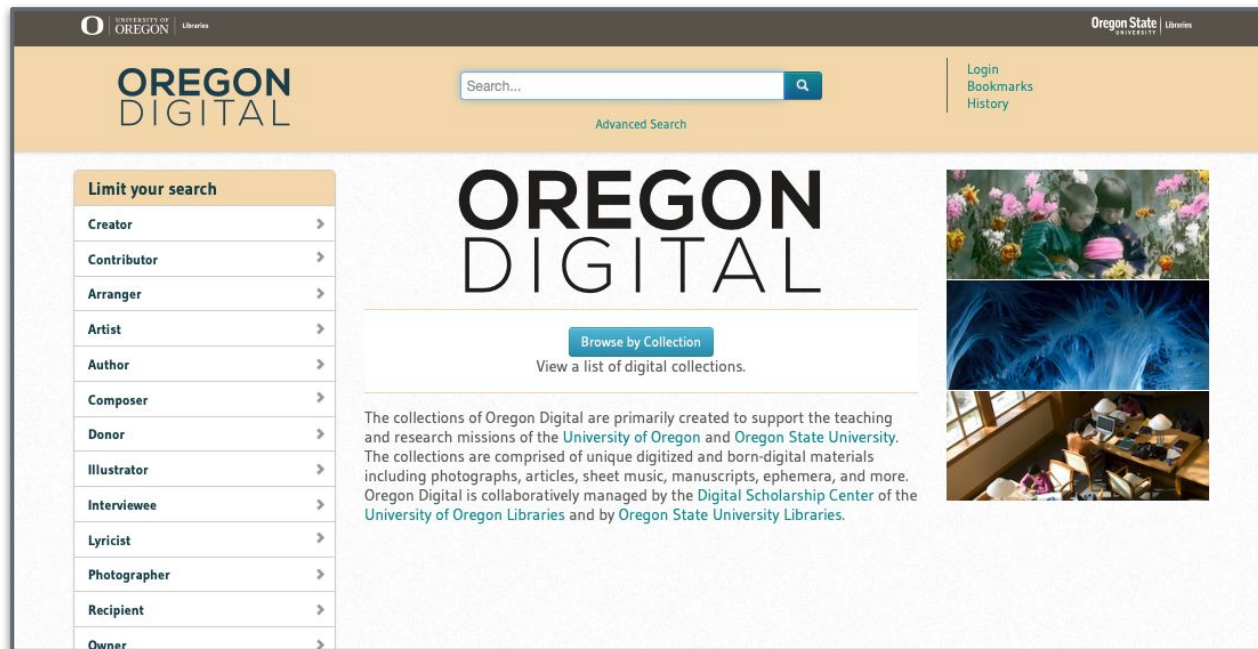 UNIVERSITY OF
OREGON
Libraries
Oregon State
UNIVERSITY
Libraries
OREGON
DIGITAL
Search...
Advanced Search
Login
Bookmarks
History
Limit your search
Creator
Contributor
Arranger
Artist
Author
Composer
Donor
Illustrator
Interviewee
Lyricist
Photographer
Recipient
Owner
OREGON
DIGITAL
Browse by Collection
View a list of digital collections.
The collections of Oregon Digital are primarily created to support the teaching
and research missions of the University of Oregon and Oregon State University.
The collections are comprised of unique digitized and born-digital materials
including photographs, articles, sheet music, manuscripts, ephemera, and more.
Oregon Digital is collaboratively managed by the Digital Scholarship Center of the
University of Oregon Libraries and by Oregon State University Libraries.